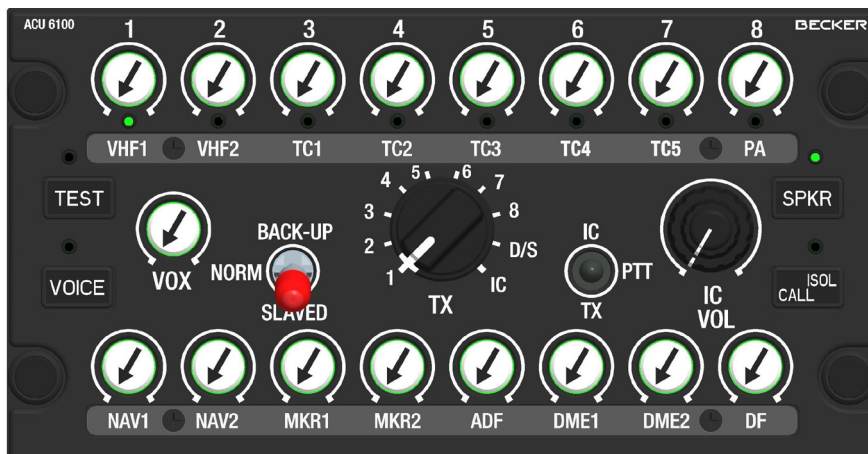 ACU 6100
BECKER
1 2 3 4 5 6 7 8
VHF1 VHF2 TC1 TC2 TC3 TC4 TC5 PA
TEST
VOICE
VOX
BACK-UP
NORM
SLAVED
1 2 3 4 5 6 7 8 D/S IC
TX
IC
PTT
TX
SPKR
ISOL
CALL
IC
VOL
NAV1 NAV2 MKR1 MKR2 ADF DME1 DME2 DF